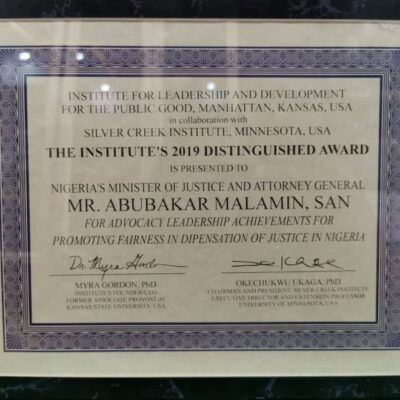 INSTITUTE FOR LEADERSHIP AND DEVELOPMENT
FOR THE PUBLIC GOOD, MANHATTAN, KANSAS, USA
in collaboration with
SILVER CREEK INSTITUTE, MINNESOTA, USA
THE INSTITUTE'S 2019 DISTINGUISHED AWARD
IS PRESENTED TO
NIGERIA'S MINISTER OF JUSTICE AND ATTORNEY GENERAL
MR. ABUBAKAR MALAMIN, SAN
FOR ADVOCACY LEADERSHIP ACHIEVEMENTS FOR
PROMOTING FAIRNESS IN DIPENSATION OF JUSTICE IN NIGERIA
Dr. Myra Gordon
MYRA GORDON, PhD
INSTITUTE'S FOUNDER/CEO
FORMER ASSOCIATE PROVOST AT
KANSAS STATE UNIVERSITY, USA
OKECHUKWU UKAGA, PhD
CHAIRMAN AND PRESIDENT, SILVER CREEK INSTITUTE
EXECUTIVE DIRECTOR AND EXTENSION PROFESSOR
UNIVERSITY OF MINNESOTA, USA